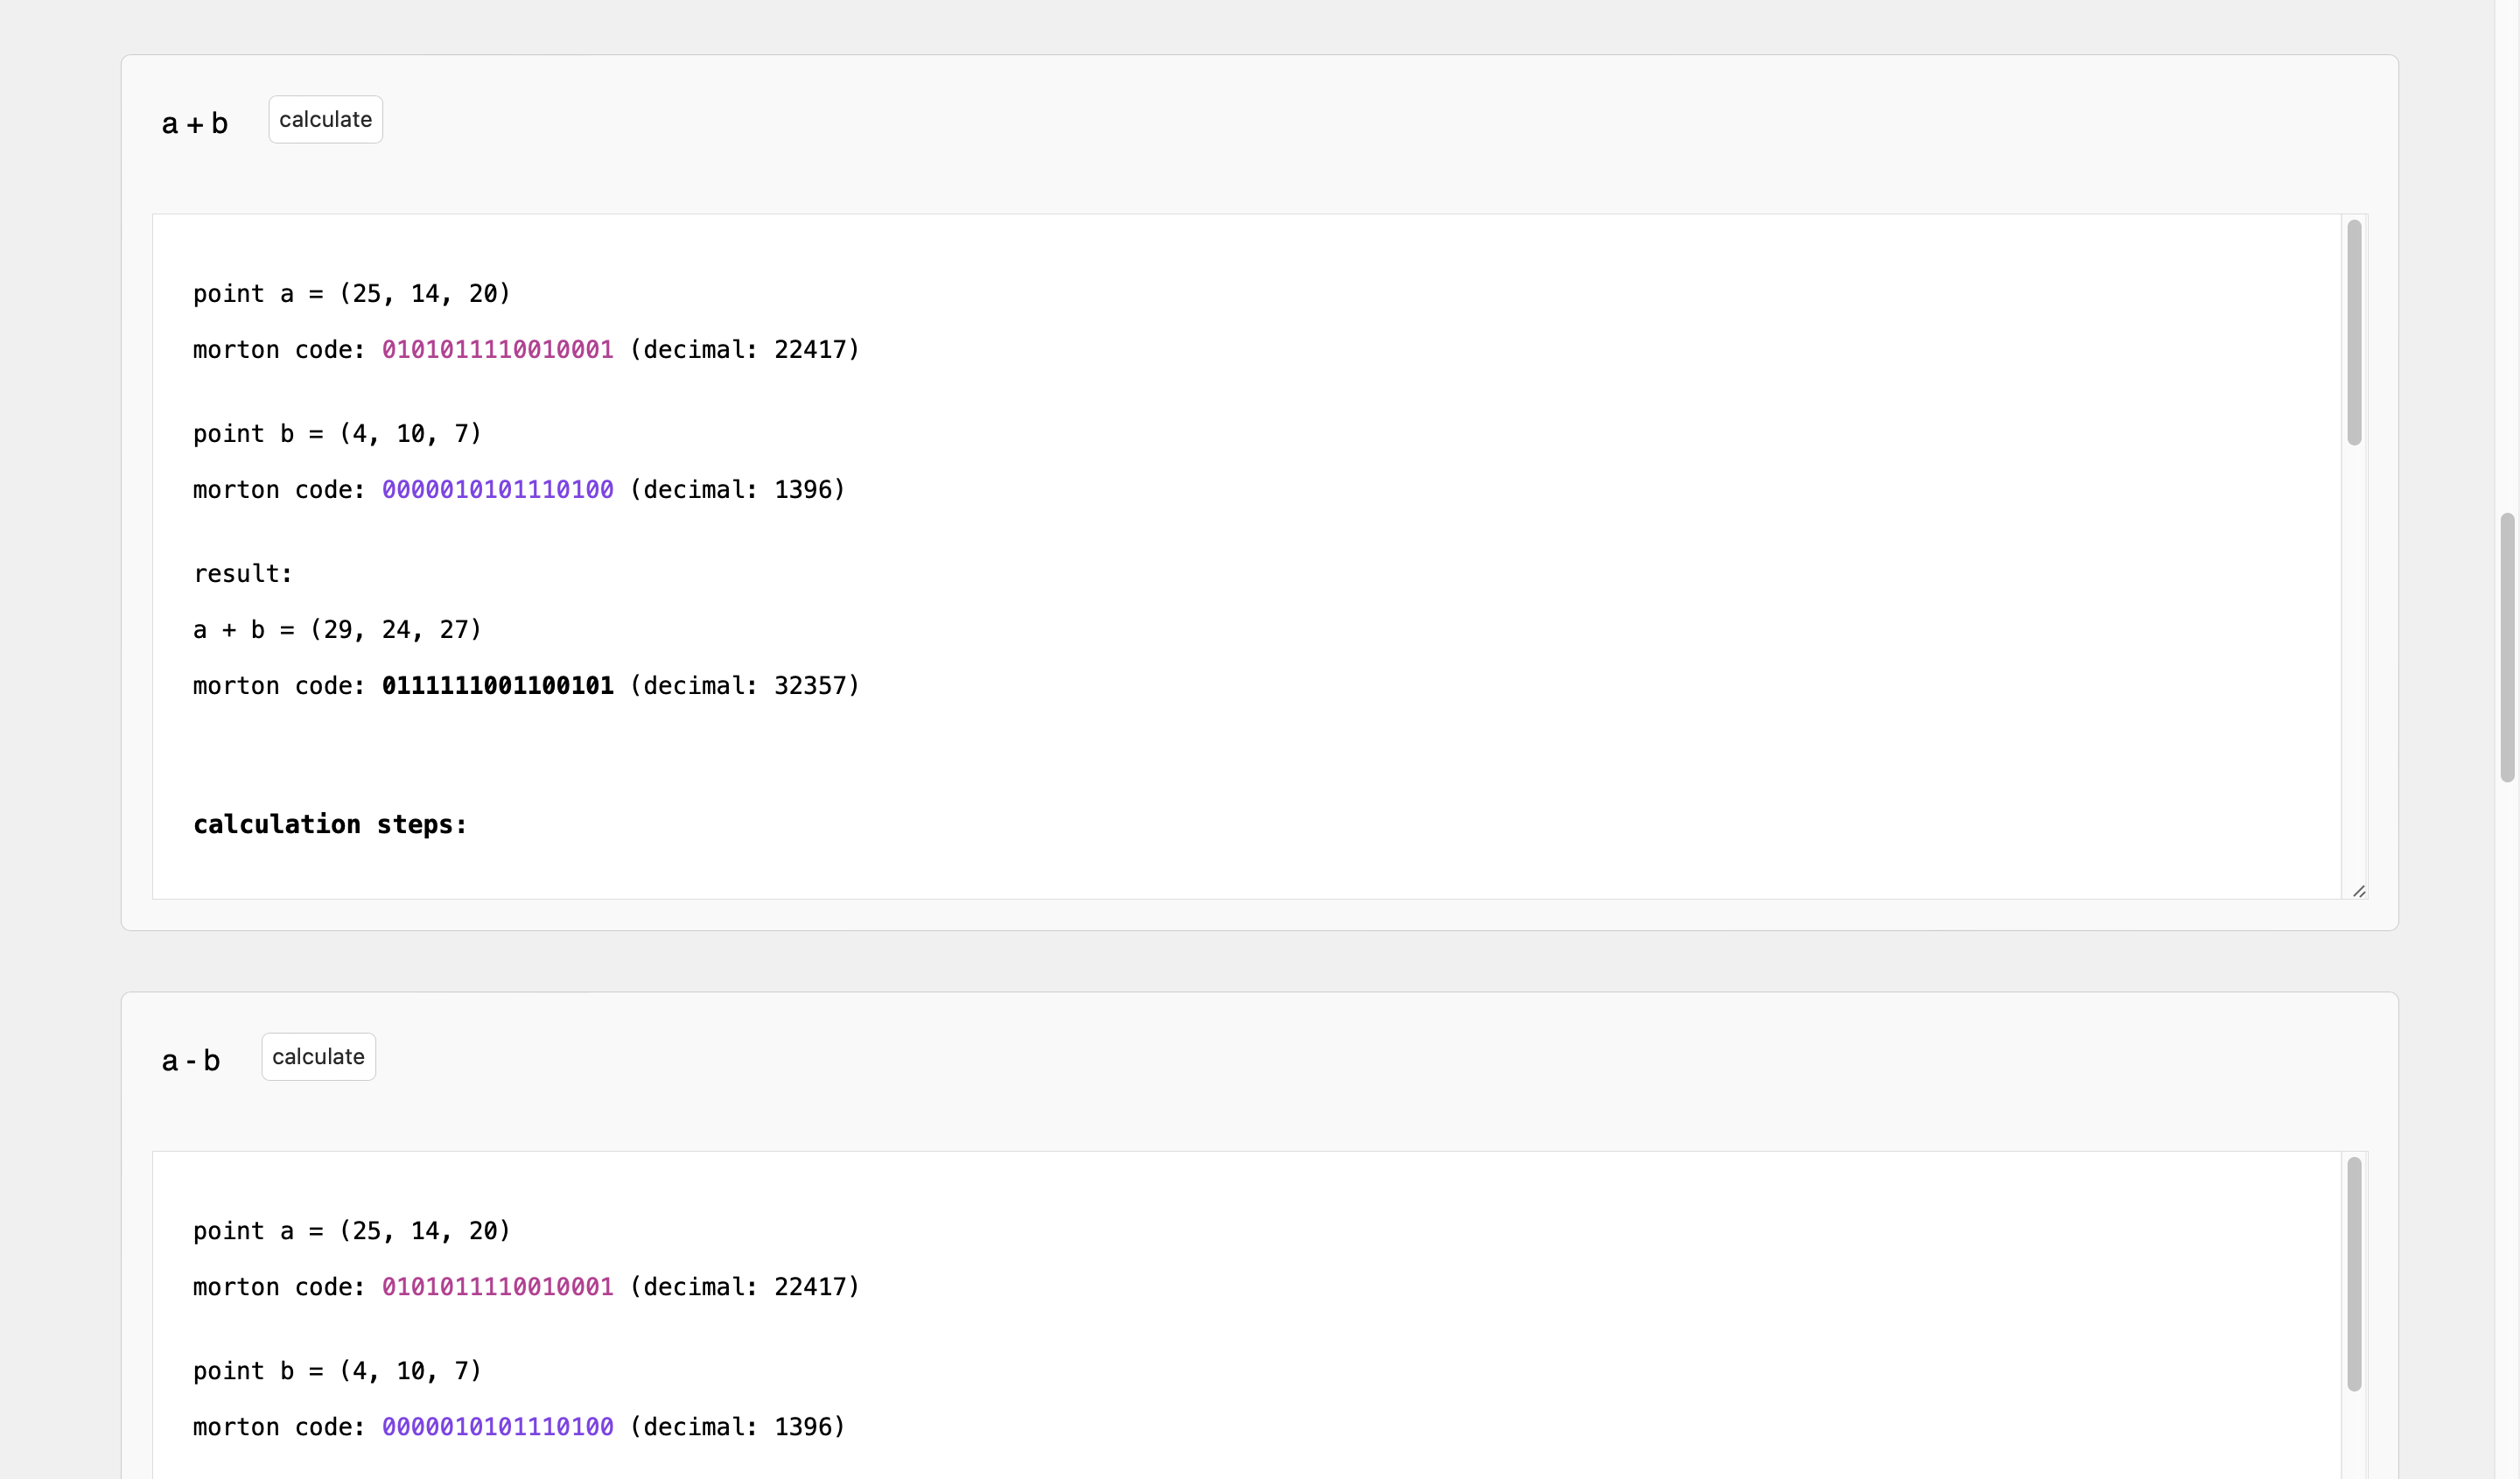 a + b
calculate
point a = (25, 14, 20)
morton code: 0101011110010001 (decimal: 22417)
point b = (4, 10, 7)
morton code: 0000010101110100 (decimal: 1396)
result:
a + b = (29, 24, 27)
morton code: 0111111001100101 (decimal: 32357)
calculation steps:
a - b
calculate
point a = (25, 14, 20)
morton code: 0101011110010001 (decimal: 22417)
point b = (4, 10, 7)
morton code: 0000010101110100 (decimal: 1396)